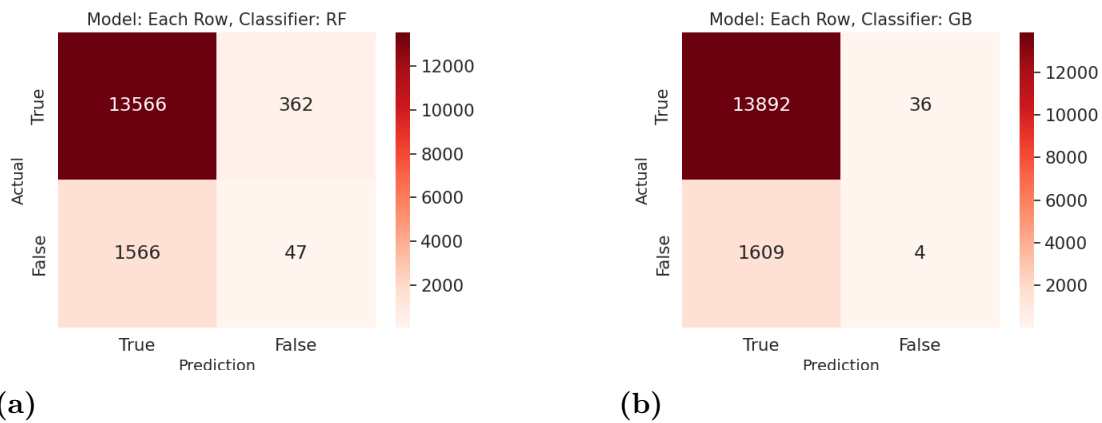 Model: Each Row, Classifier: RF
True
Actual
False
13566
362
1566
47
True
False
Prediction
12000
10000
8000
6000
4000
2000
(a)
Model: Each Row, Classifier: GB
True
Actual
False
13892
36
1609
4
True
False
Prediction
12000
10000
8000
6000
4000
2000
(b)